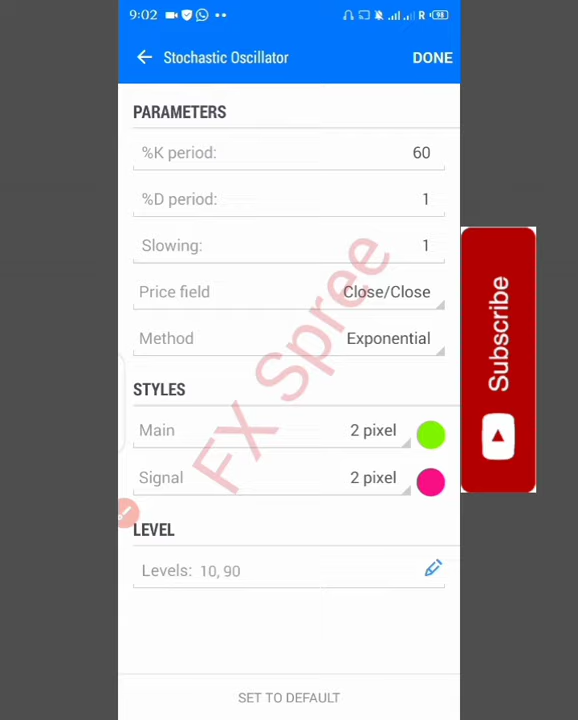 9:02
R 98
Stochastic Oscillator
DONE
PARAMETERS
%K period: 60
%D period: 1
Slowing: 1
Price field Close/Close
Method Exponential
STYLES
Main 2 pixel
Signal 2 pixel
LEVEL
Levels: 10, 90
SET TO DEFAULT
FX Spree
Subscribe